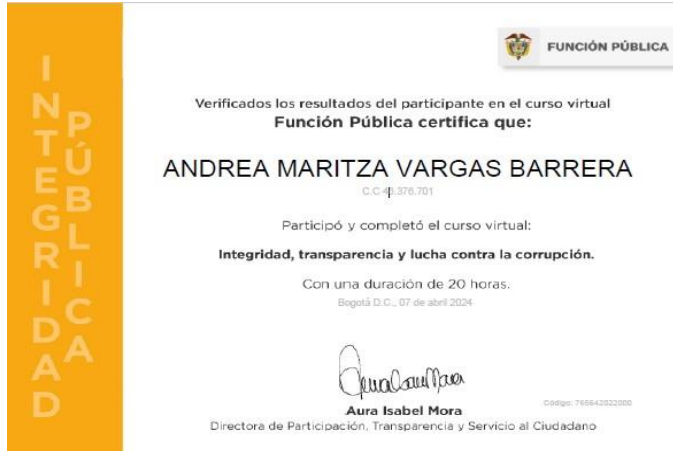 INTEGRIDAD
PÚBLICA
FUNCIÓN PÚBLICA
Verificados los resultados del participante en el curso virtual
Función Pública certifica que:
ANDREA MARITZA VARGAS BARRERA
Participó y completó el curso virtual:
Integridad, transparencia y lucha contra la corrupción.
Con una duración de 20 horas.
Bogotá D.C., 07 de abril 2024
Aura Isabel Mora
Código: 765642022000
Directora de Participación, Transparencia y Servicio al Ciudadano